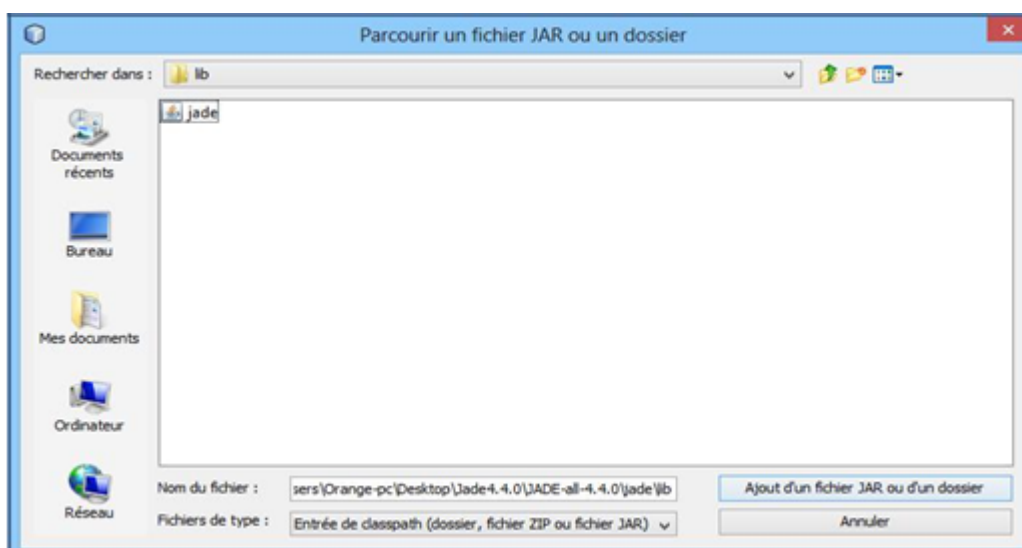 Parcourir un fichier JAR ou un dossier
Rechercher dans :
lib
jade
Documents
récents
Bureau
Mes documents
Ordinateur
Réseau
Nom du fichier :
sers\Orange-pc\Desktop\Jade4.4.0\JADE-all-4.4.0\jade\lib
Ajout d'un fichier JAR ou d'un dossier
Fichiers de type :
Entrée de classpath (dossier, fichier ZIP ou fichier JAR)
Annuler